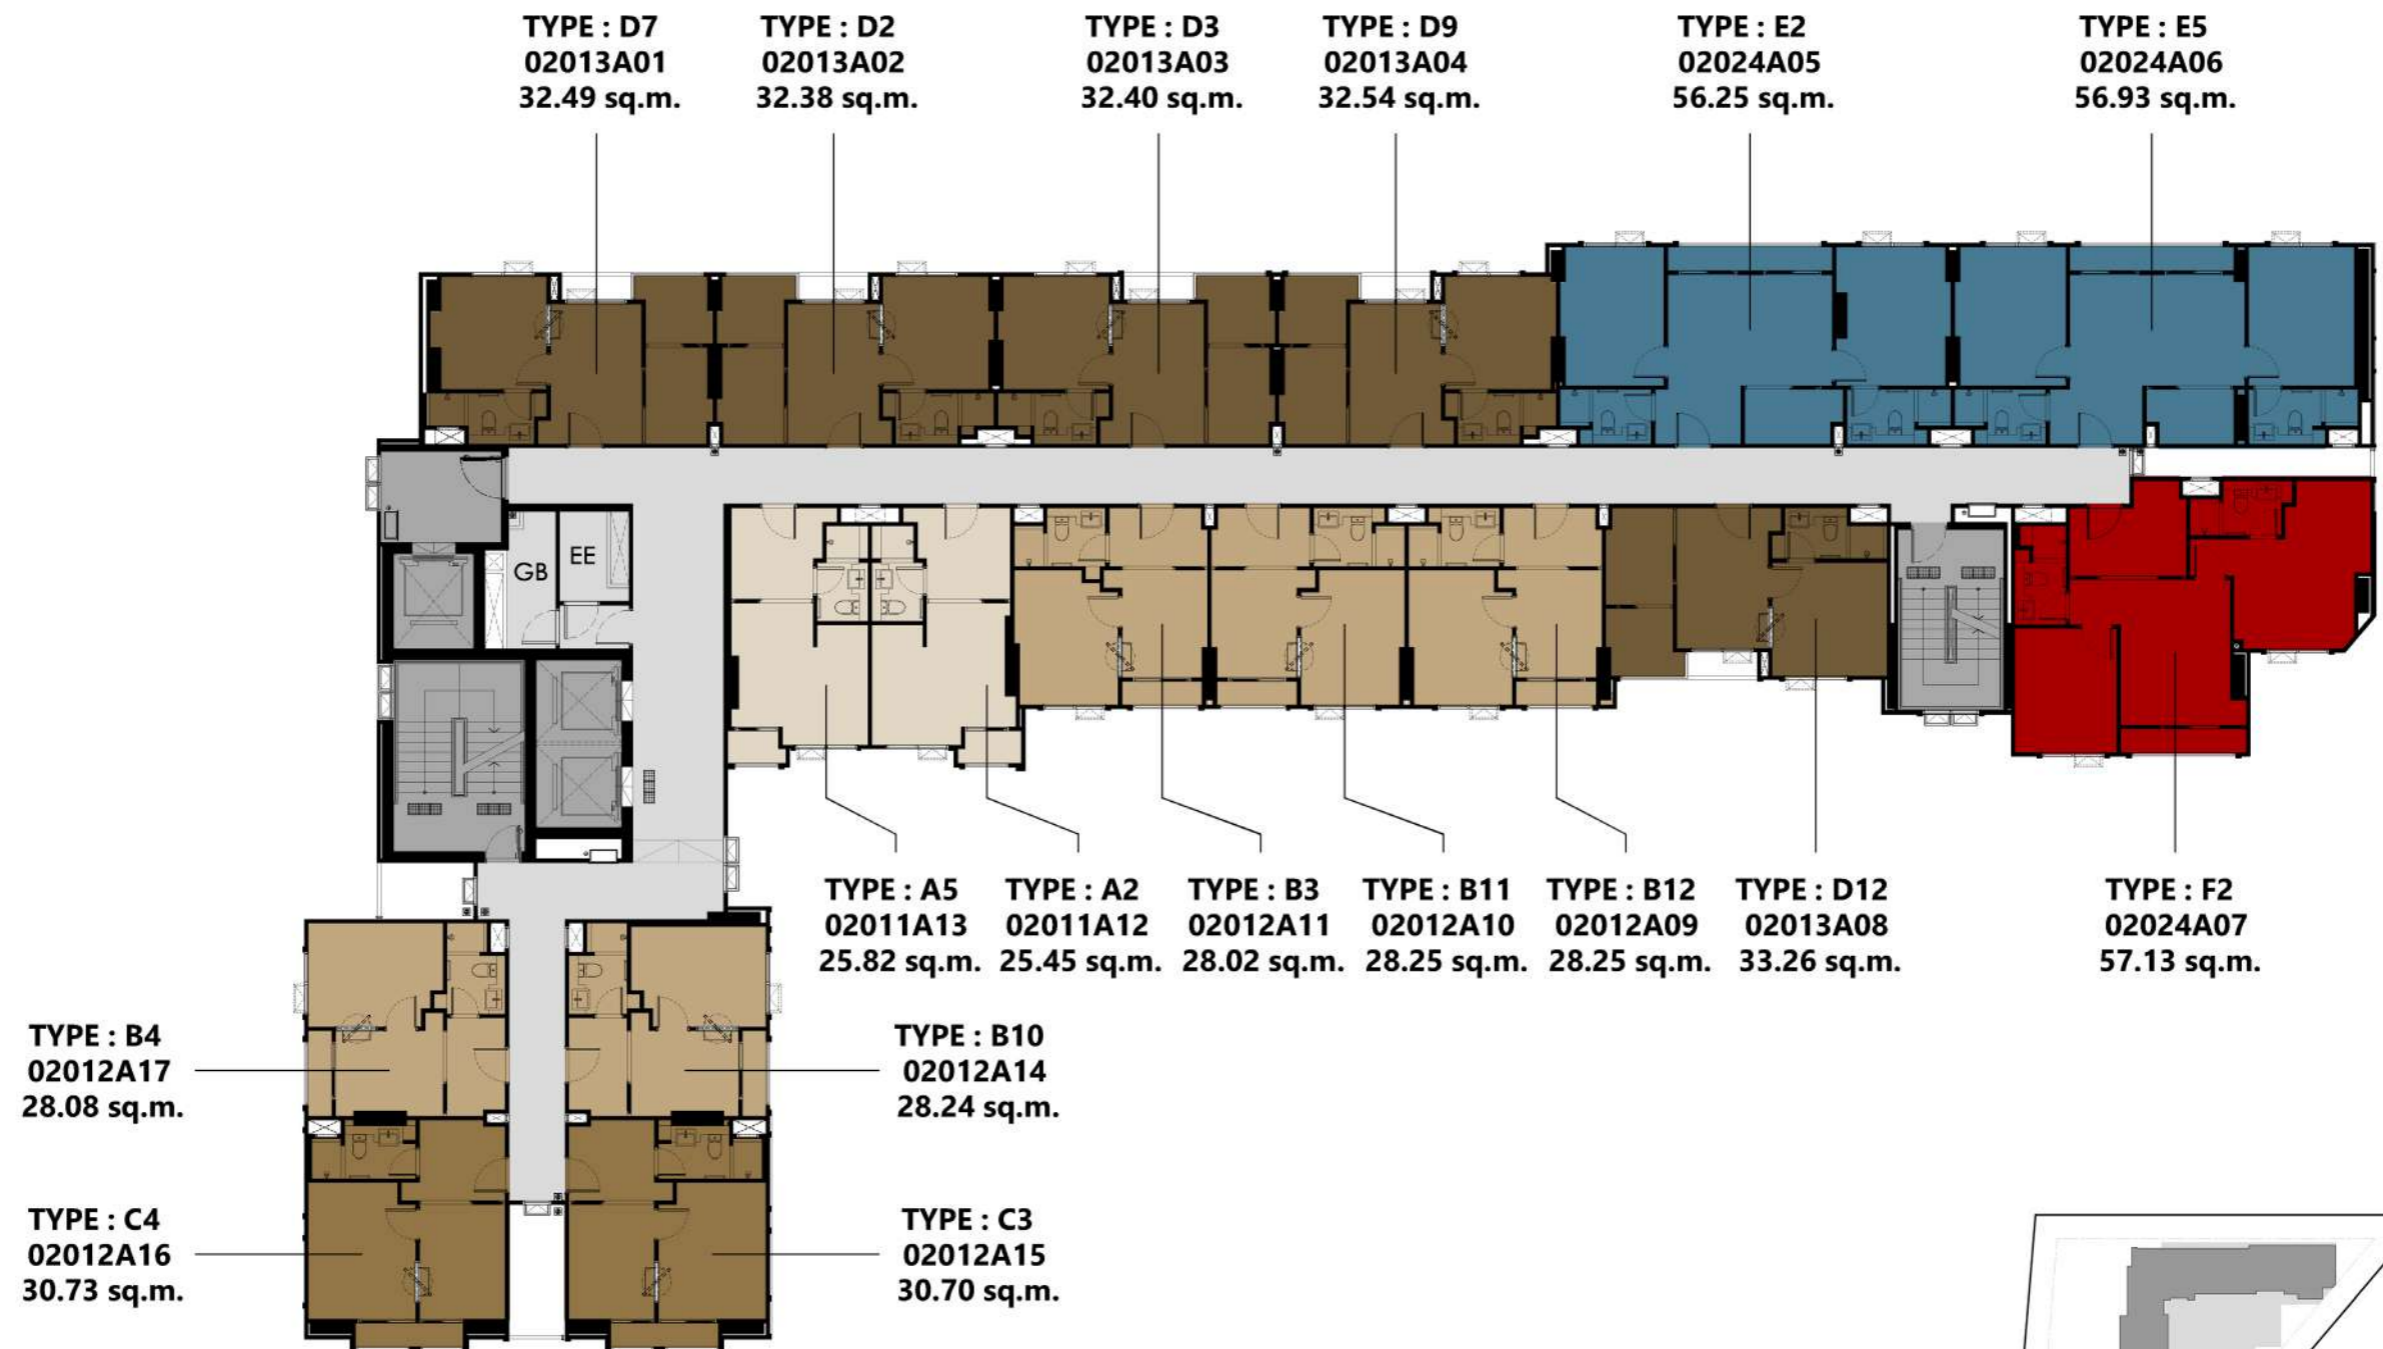 TYPE : D7
02013A01
32.49 sq.m.
TYPE : D2
02013A02
32.38 sq.m.
TYPE : D3
02013A03
32.40 sq.m.
TYPE : D9
02013A04
32.54 sq.m.
TYPE : E2
02024A05
56.25 sq.m.
TYPE : E5
02024A06
56.93 sq.m.
GB
EE
TYPE : A5
02011A13
25.82 sq.m.
TYPE : A2
02011A12
25.45 sq.m.
TYPE : B3
02012A11
28.02 sq.m.
TYPE : B11
02012A10
28.25 sq.m.
TYPE : B12
02012A09
28.25 sq.m.
TYPE : D12
02013A08
33.26 sq.m.
TYPE : F2
02024A07
57.13 sq.m.
TYPE : B4
02012A17
28.08 sq.m.
TYPE : B10
02012A14
28.24 sq.m.
TYPE : C4
02012A16
30.73 sq.m.
TYPE : C3
02012A15
30.70 sq.m.